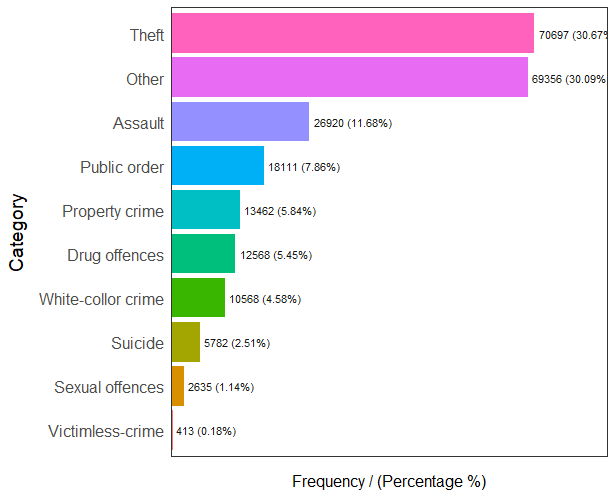 Theft
70697 (30.67%
Other
69356 (30.09%
Assault
26920 (11.68%)
Public order
18111 (7.86%)
Property crime
13462 (5.84%)
Drug offences
12568 (5.45%)
White-collor crime
10568 (4.58%)
Suicide
5782 (2.51%)
Sexual offences
2635 (1.14%)
Victimless-crime
413 (0.18%)
Category
Frequency / (Percentage %)